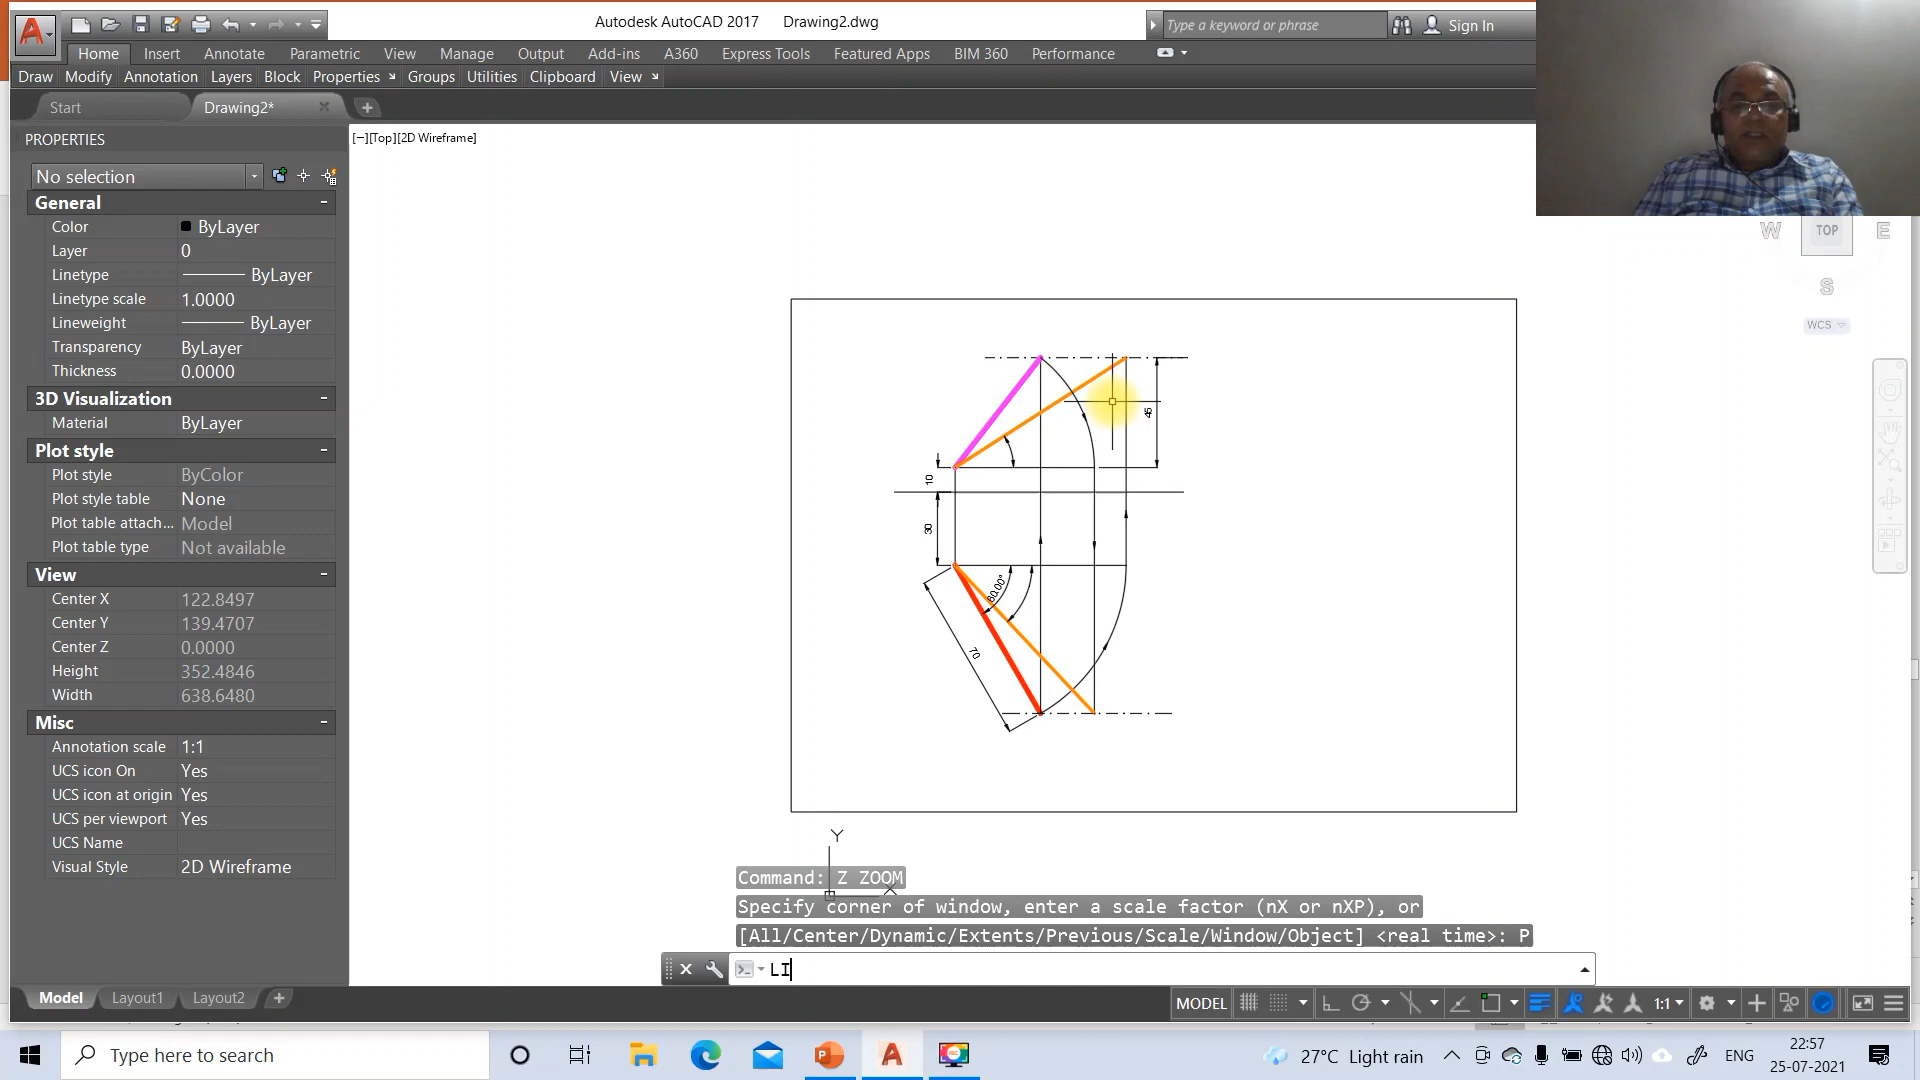 Autodesk AutoCAD 2017    Drawing2.dwg
Type a keyword or phrase
Sign In
Home Insert Annotate Parametric View Manage Output Add-ins A360 Express Tools Featured Apps BIM 360 Performance
Draw Modify Annotation Layers Block Properties Groups Utilities Clipboard View
Start Drawing2*
PROPERTIES
[−][Top][2D Wireframe]
No selection
General
Color ByLayer
Layer 0
Linetype ByLayer
Linetype scale 1.0000
Lineweight ByLayer
Transparency ByLayer
Thickness 0.0000
3D Visualization
Material ByLayer
Plot style
Plot style ByColor
Plot style table None
Plot table attach... Model
Plot table type Not available
View
Center X 122.8497
Center Y 139.4707
Center Z 0.0000
Height 352.4846
Width 638.6480
Misc
Annotation scale 1:1
UCS icon On Yes
UCS icon at origin Yes
UCS per viewport Yes
UCS Name
Visual Style 2D Wireframe
W TOP E
S
WCS
45
10
30
60.00°
70
Y
X
Command: Z ZOOM
Specify corner of window, enter a scale factor (nX or nXP), or
[All/Center/Dynamic/Extents/Previous/Scale/Window/Object] <real time>: P
LI
Model Layout1 Layout2
MODEL 1:1
Type here to search
27°C Light rain
ENG
22:57
25-07-2021